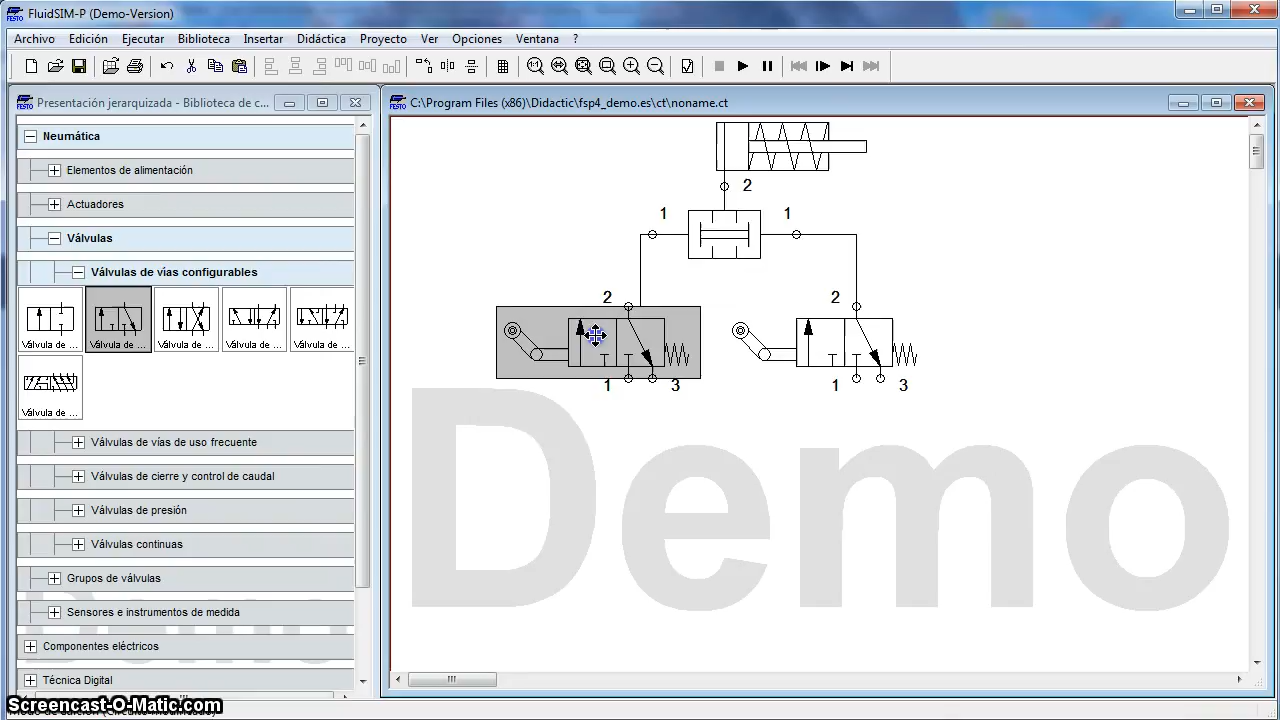 FluidSIM-P (Demo-Version)
Archivo Edición Ejecutar Biblioteca Insertar Didáctica Proyecto Ver Opciones Ventana ?
Presentación jerarquizada - Biblioteca de c...
C:\Program Files (x86)\Didactic\fsp4_demo.es\ct\noname.ct
Neumática
Elementos de alimentación
Actuadores
Válvulas
Válvulas de vías configurables
Válvula de ... Válvula de ... Válvula de ... Válvula de ... Válvula de ...
Válvula de ...
Válvulas de vías de uso frecuente
Válvulas de cierre y control de caudal
Válvulas de presión
Válvulas continuas
Grupos de válvulas
Sensores e instrumentos de medida
Componentes eléctricos
Técnica Digital
2
1 1
2 2
1 3 1 3
Demo
Screencast-O-Matic.com